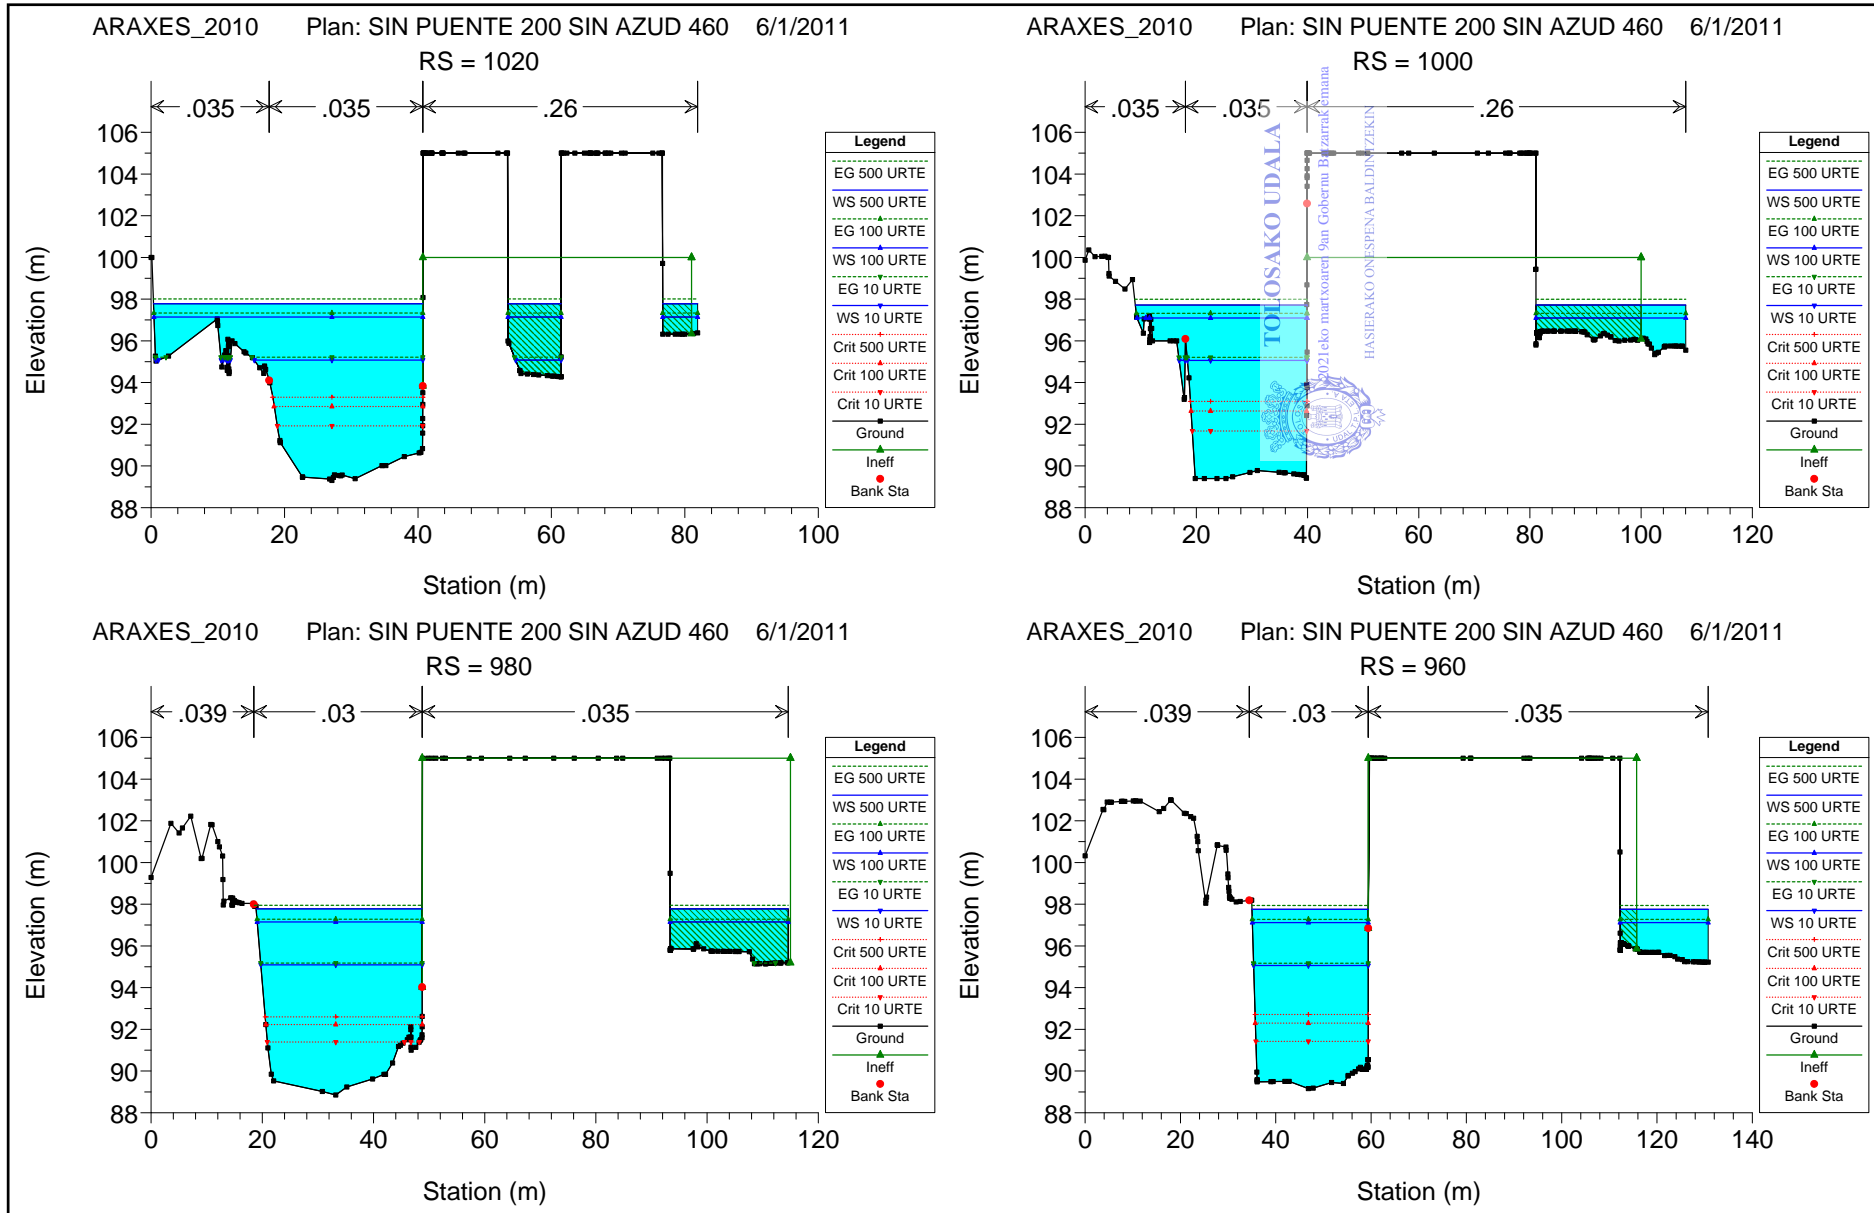 ARAXES_2010 Plan: SIN PUENTE 200 SIN AZUD 460 6/1/2011
RS = 1020
.035 .035 .26
106
104
102
100
98
96
94
92
90
88
0 20 40 60 80 100
Station (m)
Elevation (m)
Legend
EG 500 URTE
WS 500 URTE
EG 100 URTE
WS 100 URTE
EG 10 URTE
WS 10 URTE
Crit 500 URTE
Crit 100 URTE
Crit 10 URTE
Ground
Ineff
Bank Sta
ARAXES_2010 Plan: SIN PUENTE 200 SIN AZUD 460 6/1/2011
RS = 1000
.035 .035 .26
106
104
102
100
98
96
94
92
90
88
0 20 40 60 80 100 120
Station (m)
Elevation (m)
Legend
EG 500 URTE
WS 500 URTE
EG 100 URTE
WS 100 URTE
EG 10 URTE
WS 10 URTE
Crit 500 URTE
Crit 100 URTE
Crit 10 URTE
Ground
Ineff
Bank Sta
TOLOSAKO UDALA
2021eko martxoaren 9an Gobernu Batzarrak emana
HASIERAKO ONESPENA BALDINTZEKIN
ARAXES_2010 Plan: SIN PUENTE 200 SIN AZUD 460 6/1/2011
RS = 980
.039 .03 .035
106
104
102
100
98
96
94
92
90
88
0 20 40 60 80 100 120
Station (m)
Elevation (m)
Legend
EG 500 URTE
WS 500 URTE
EG 100 URTE
WS 100 URTE
EG 10 URTE
WS 10 URTE
Crit 500 URTE
Crit 100 URTE
Crit 10 URTE
Ground
Ineff
Bank Sta
ARAXES_2010 Plan: SIN PUENTE 200 SIN AZUD 460 6/1/2011
RS = 960
.039 .03 .035
106
104
102
100
98
96
94
92
90
88
0 20 40 60 80 100 120 140
Station (m)
Elevation (m)
Legend
EG 500 URTE
WS 500 URTE
EG 100 URTE
WS 100 URTE
EG 10 URTE
WS 10 URTE
Crit 500 URTE
Crit 100 URTE
Crit 10 URTE
Ground
Ineff
Bank Sta